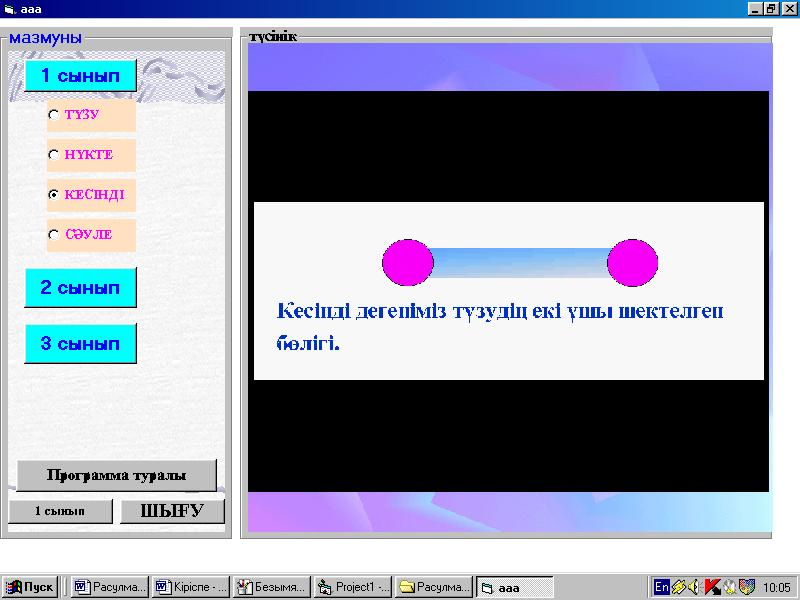 aaa
мазмуны
1 сынып
ТҮЗУ
НҮКТЕ
КЕСІНДІ
СӘУЛЕ
2 сынып
3 сынып
Программа туралы
1 сынып
ШЫҒУ
түсінік
Кесінді дегеніміз түзудің екі ұшы шектелген
бөлігі.
Пуск
Расулма...
Кіріспе - ...
Безымя...
Project1 -...
Расулма...
aaa
En
10:05